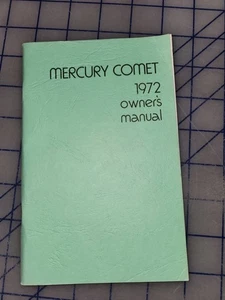 MERCURY COMET
1972
owner's
manual